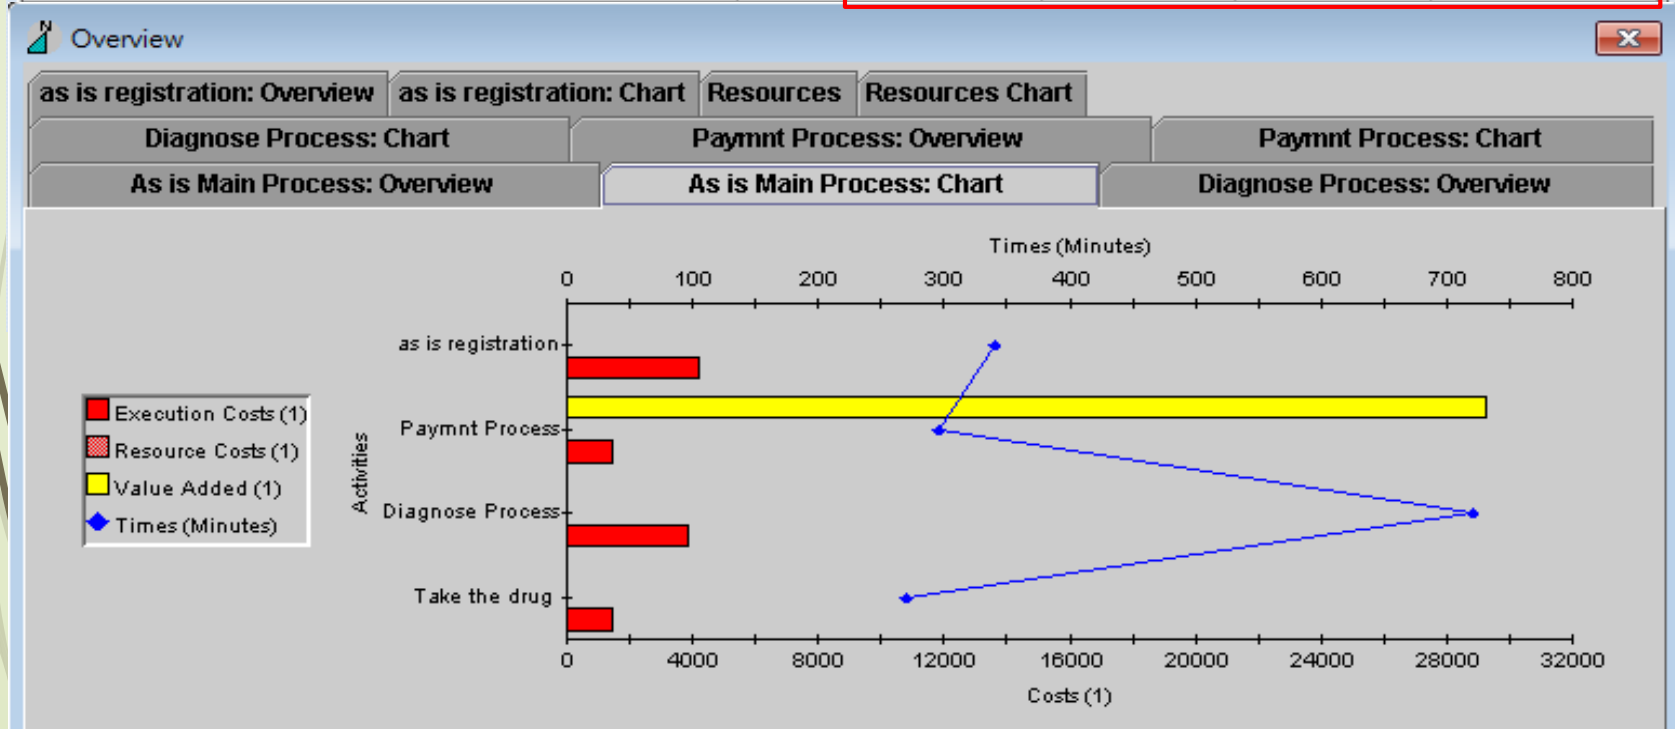 Overview
as is registration: Overview as is registration: Chart Resources Resources Chart
Diagnose Process: Chart Paymnt Process: Overview Paymnt Process: Chart
As is Main Process: Overview As is Main Process: Chart Diagnose Process: Overview
Times (Minutes)
0 100 200 300 400 500 600 700 800
as is registration
Paymnt Process
Diagnose Process
Take the drug
Activities
Execution Costs (1)
Resource Costs (1)
Value Added (1)
Times (Minutes)
0 4000 8000 12000 16000 20000 24000 28000 32000
Costs (1)
N